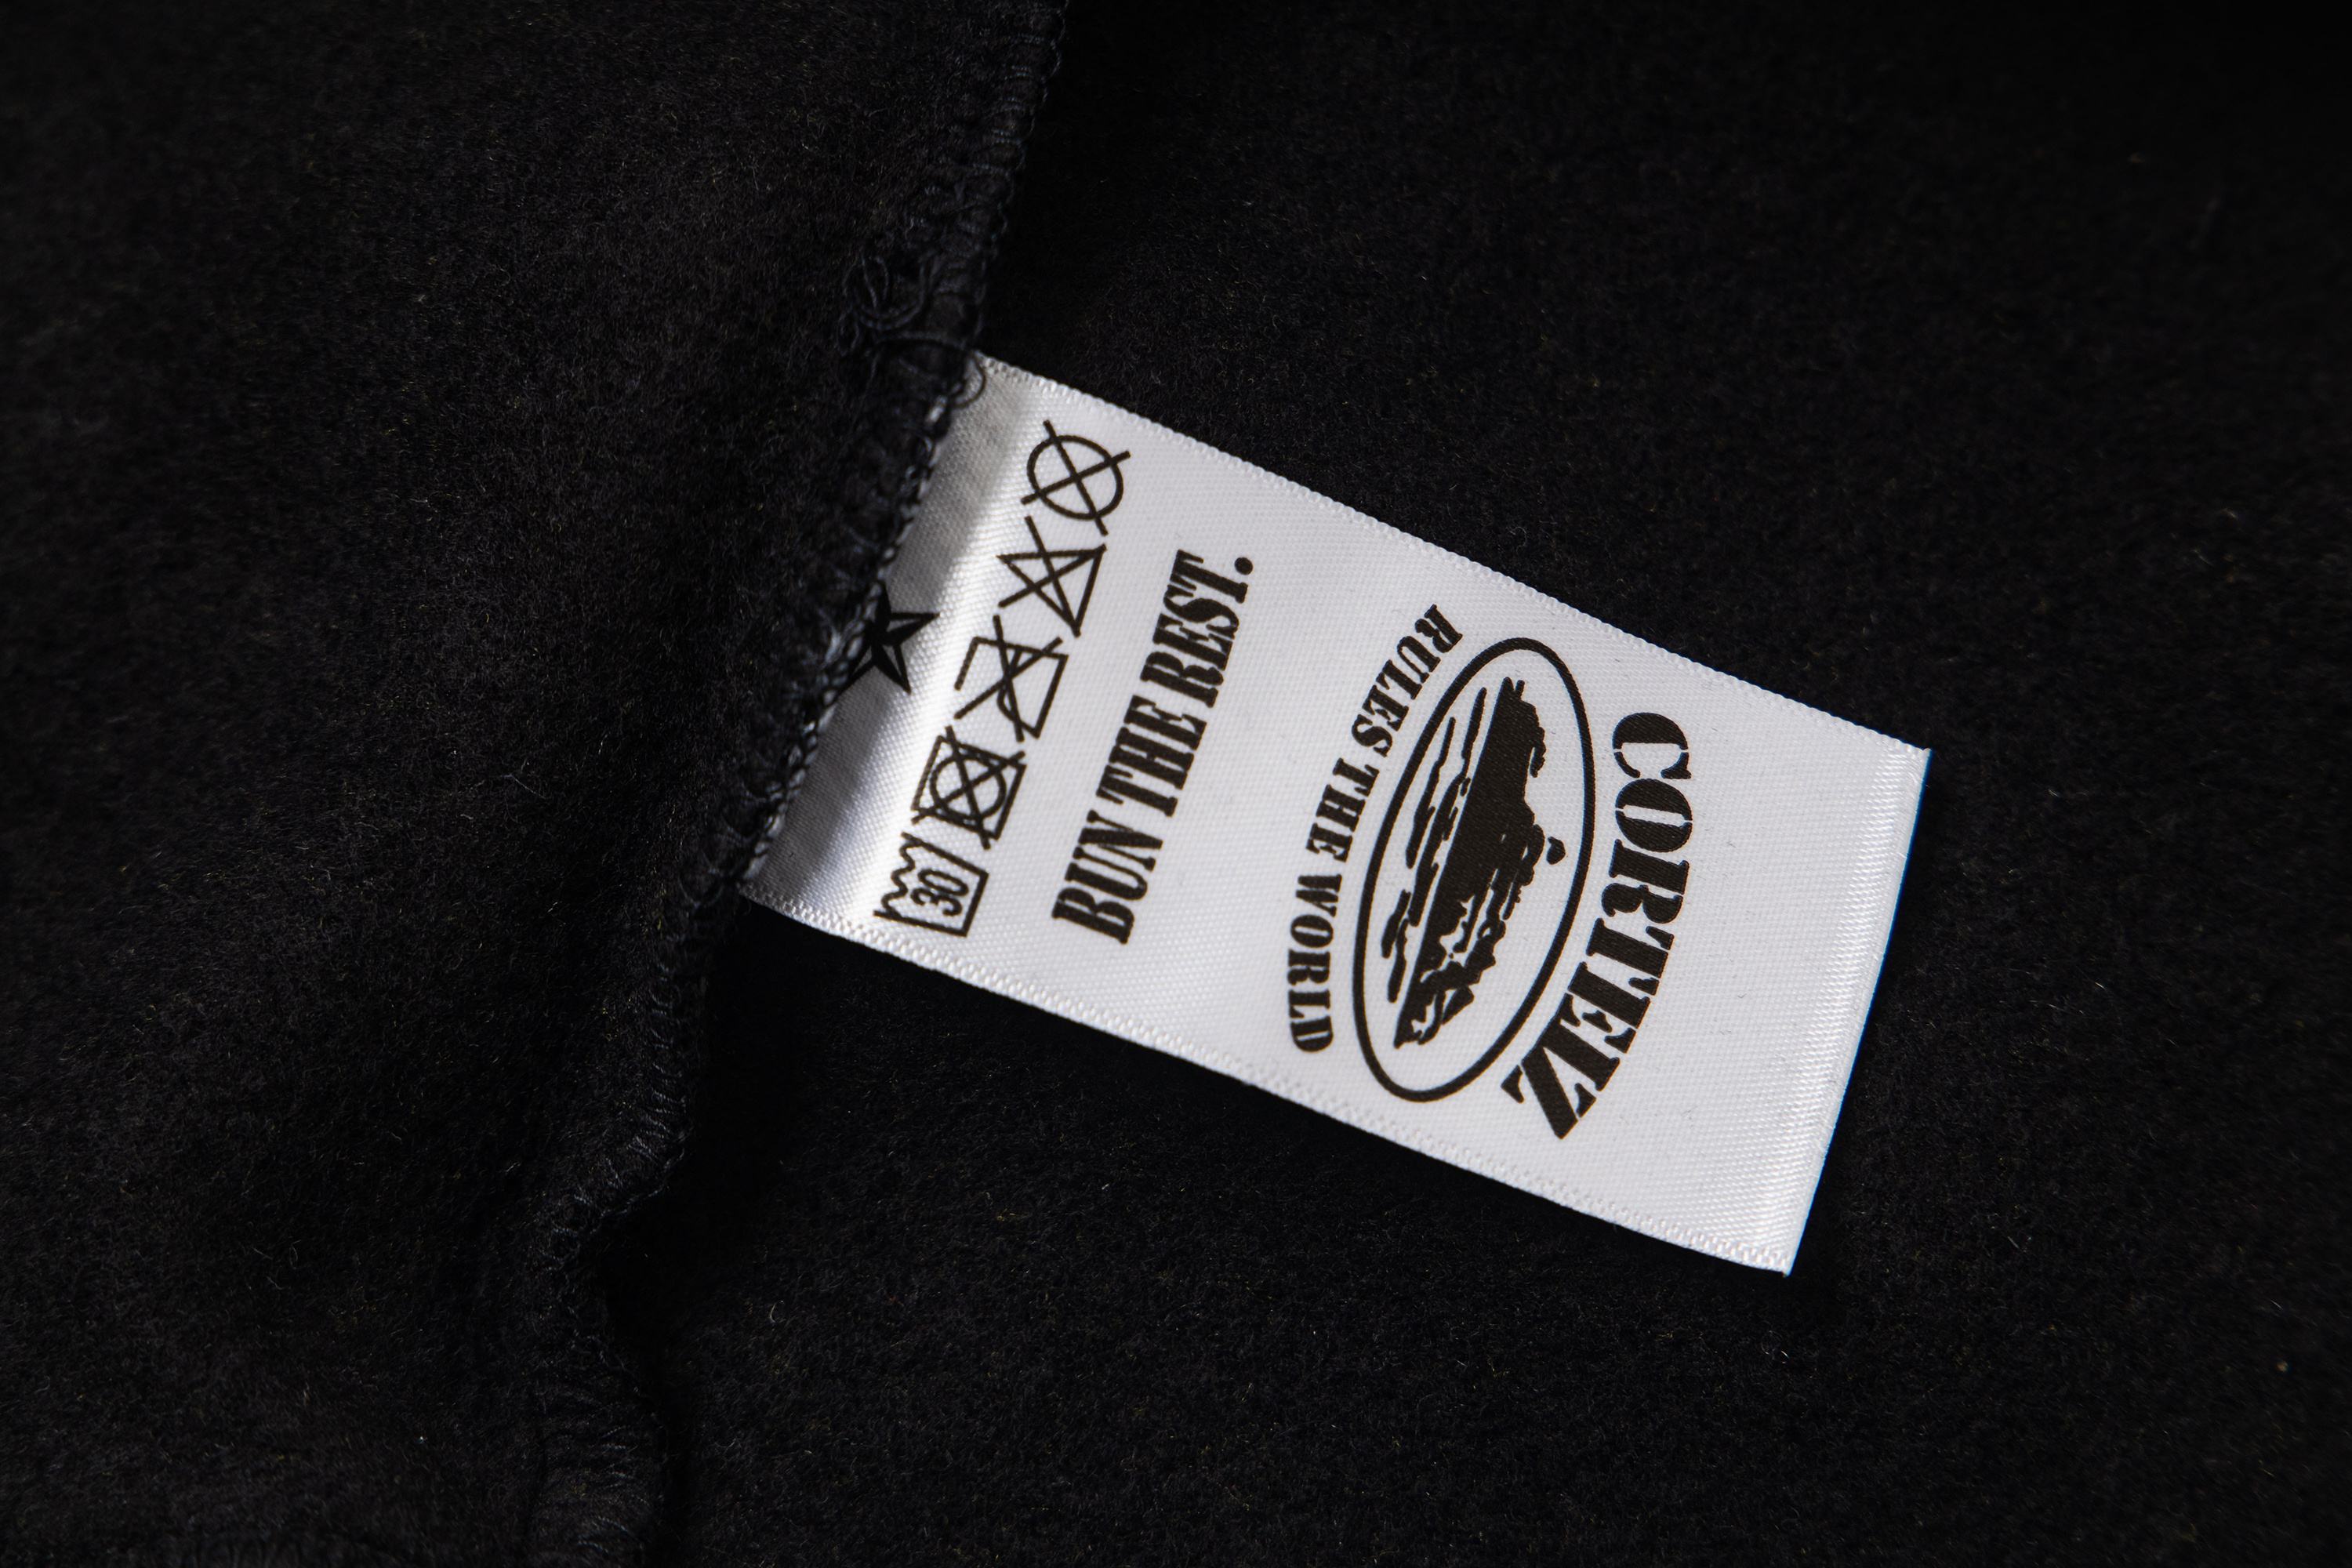 CORTEIZ
RULES THE WORLD
BUN THE REST.
30